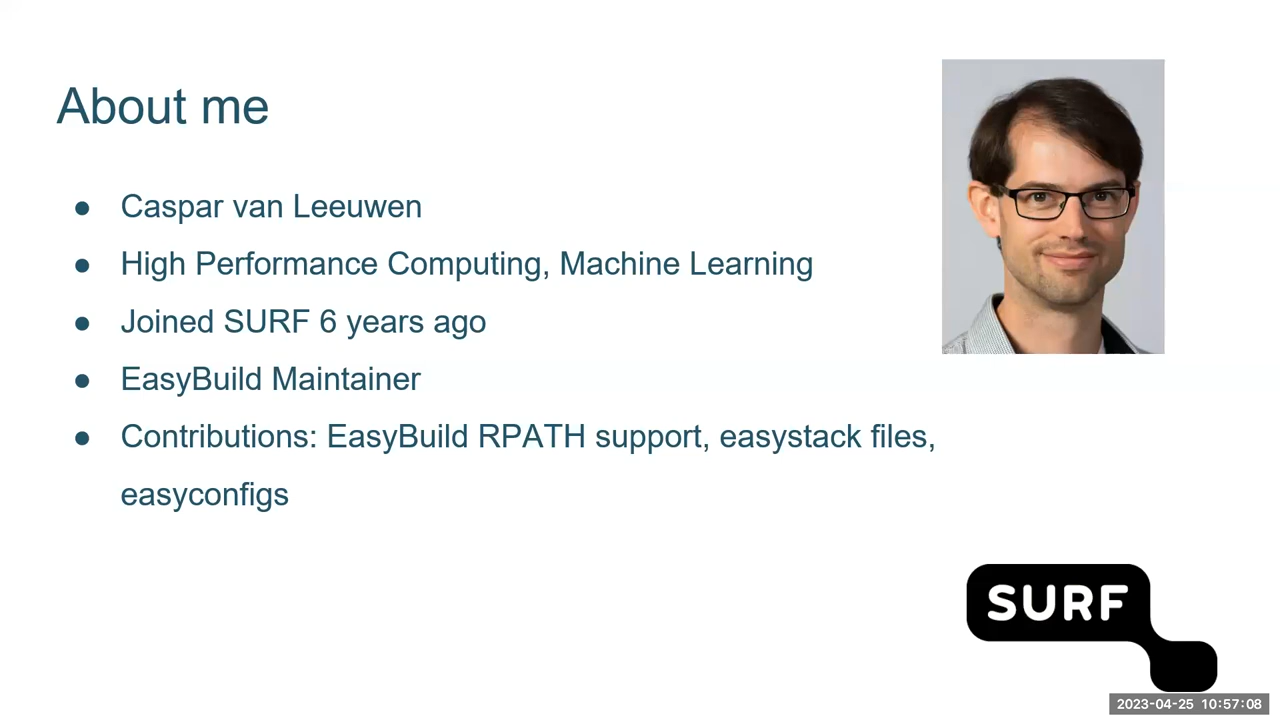 About me
● Caspar van Leeuwen
● High Performance Computing, Machine Learning
● Joined SURF 6 years ago
● EasyBuild Maintainer
● Contributions: EasyBuild RPATH support, easystack files,
easyconfigs
SURF
2023-04-25 10:57:08